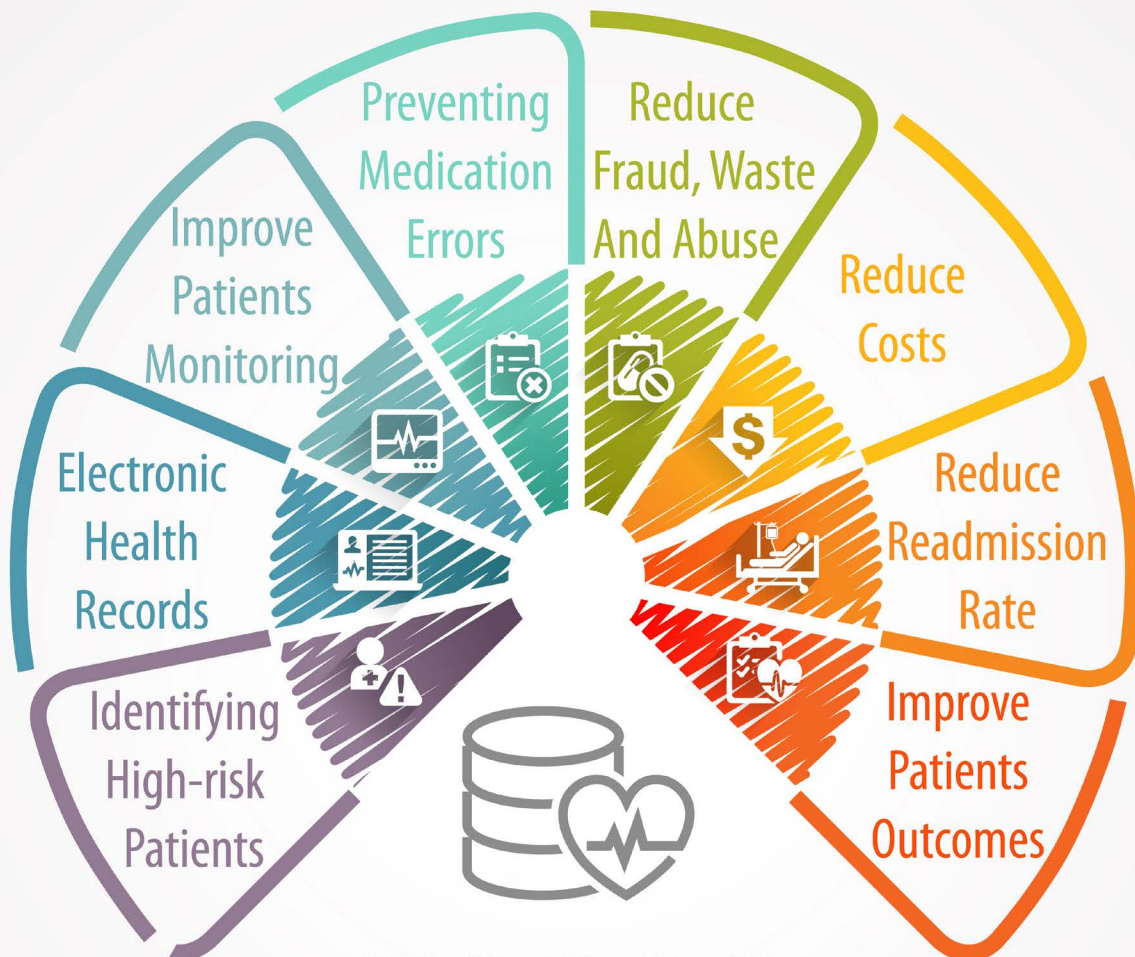 Identifying
High-risk
Patients
Electronic
Health
Records
Improve
Patients
Monitoring
Preventing
Medication
Errors
Reduce
Fraud, Waste
And Abuse
Reduce
Costs
Reduce
Readmission
Rate
Improve
Patients
Outcomes
$